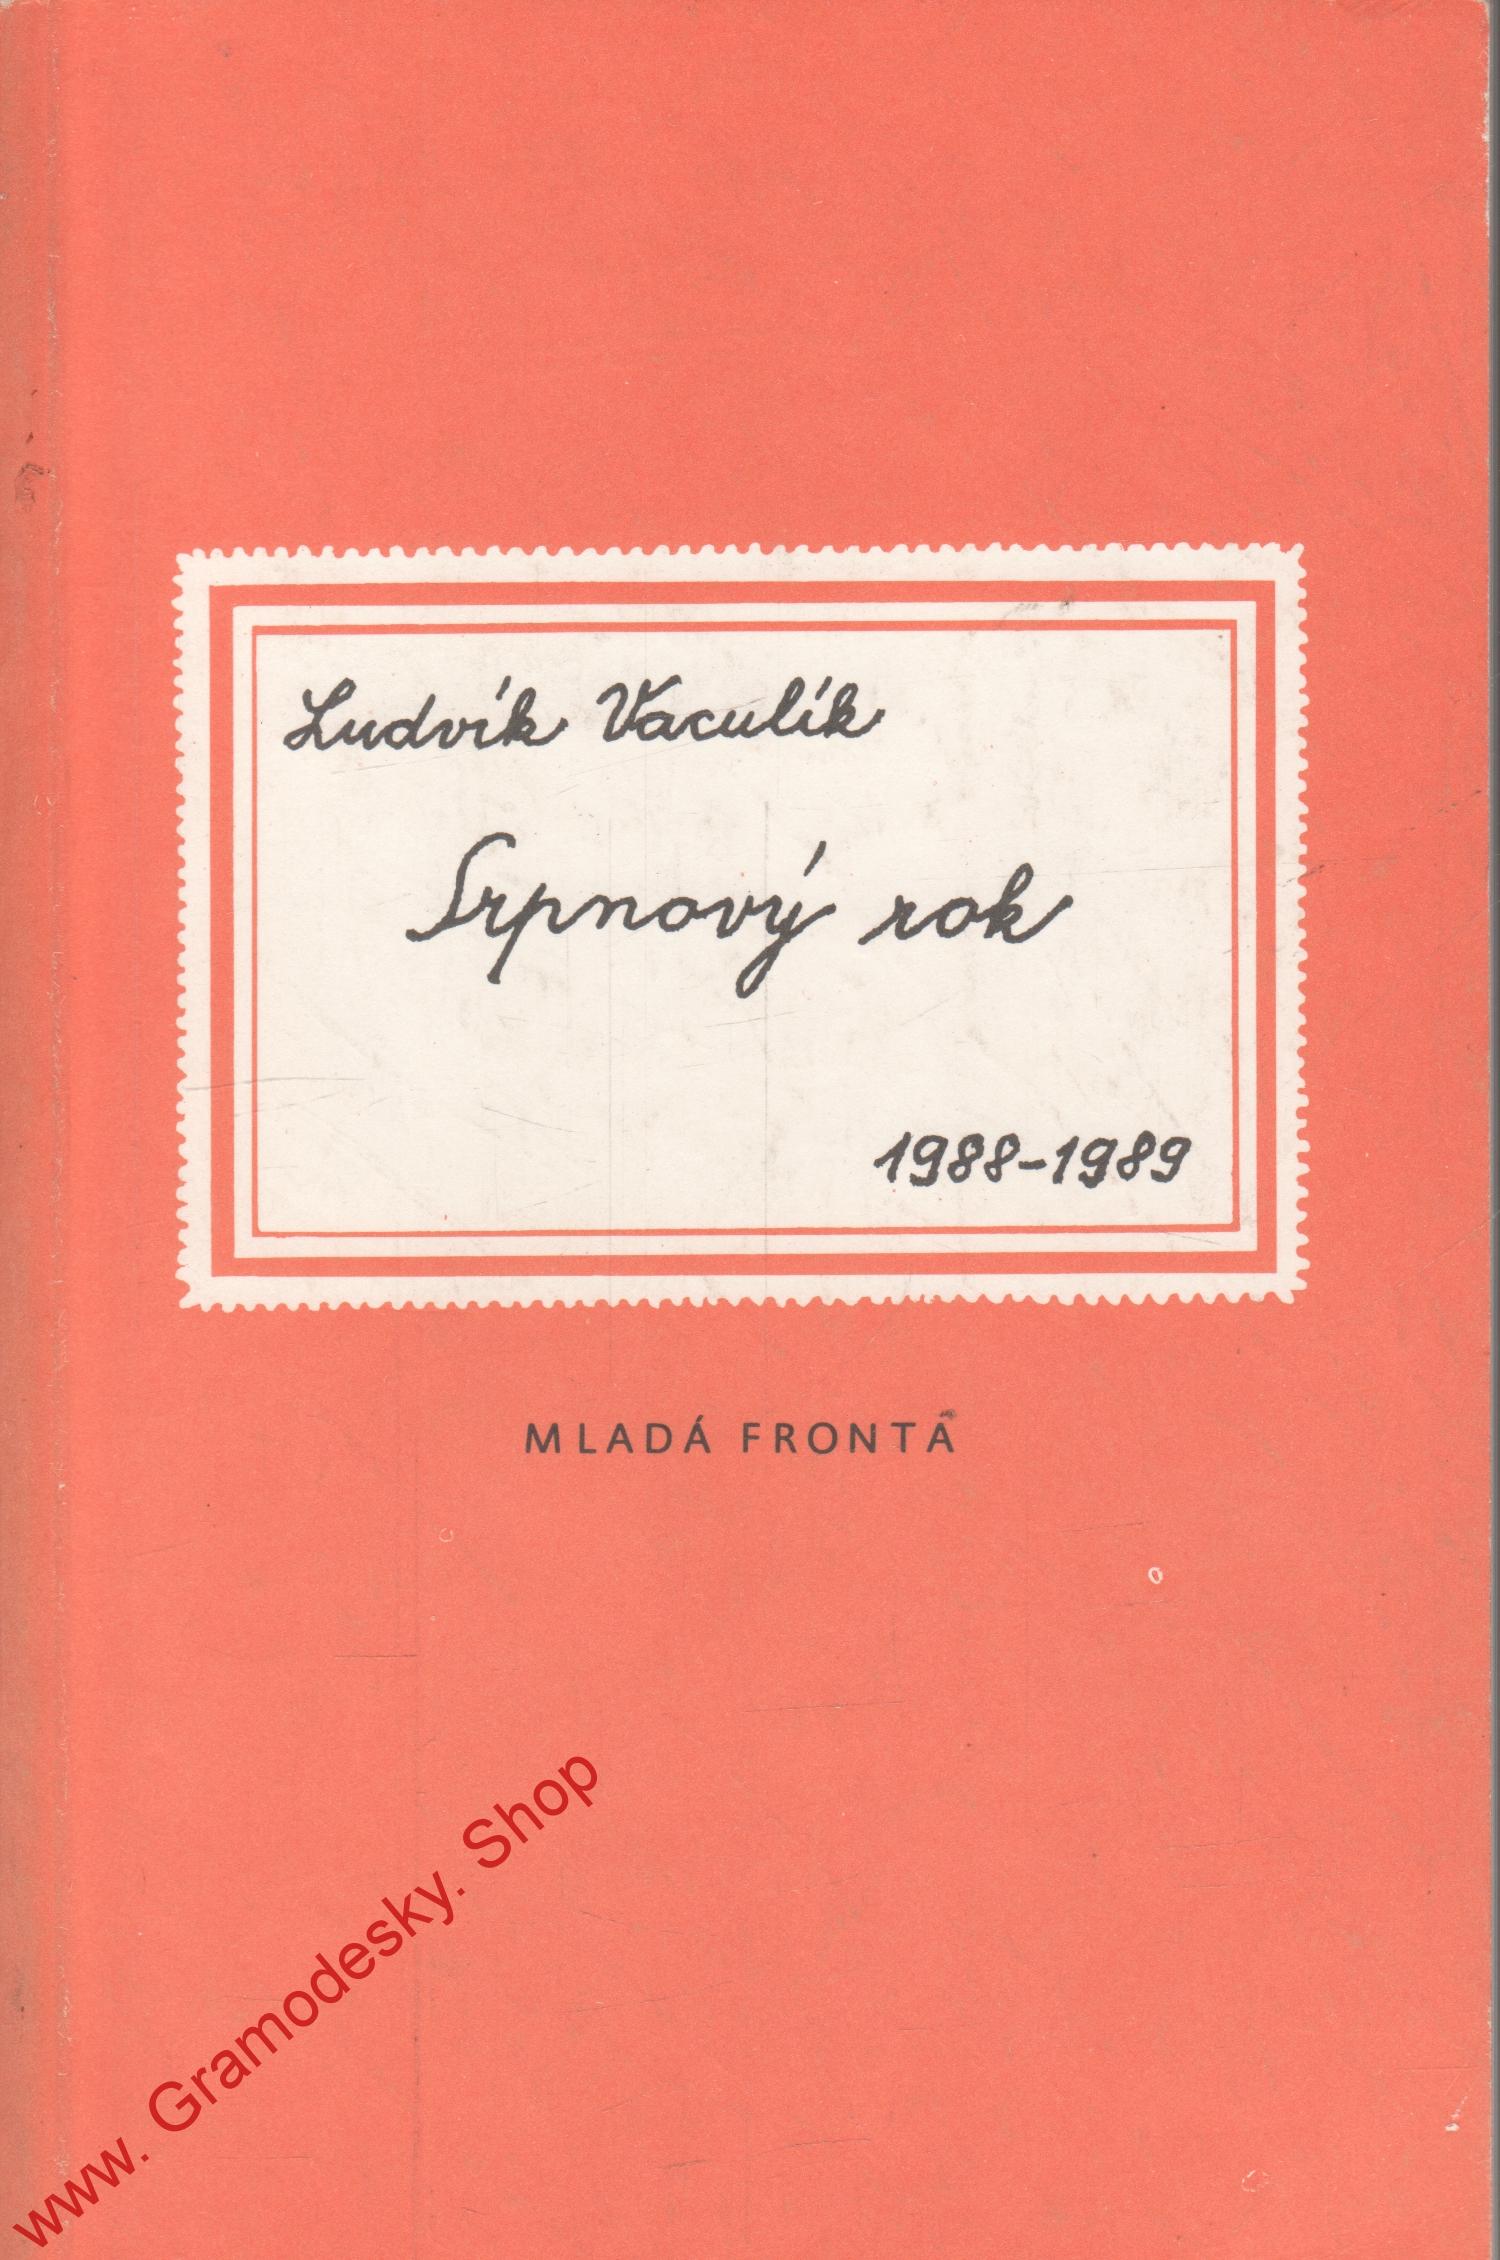 Ludvík Vaculík
Srpnový rok
1988-1989
MLADÁ FRONTA
www. Gramodesky. Shop